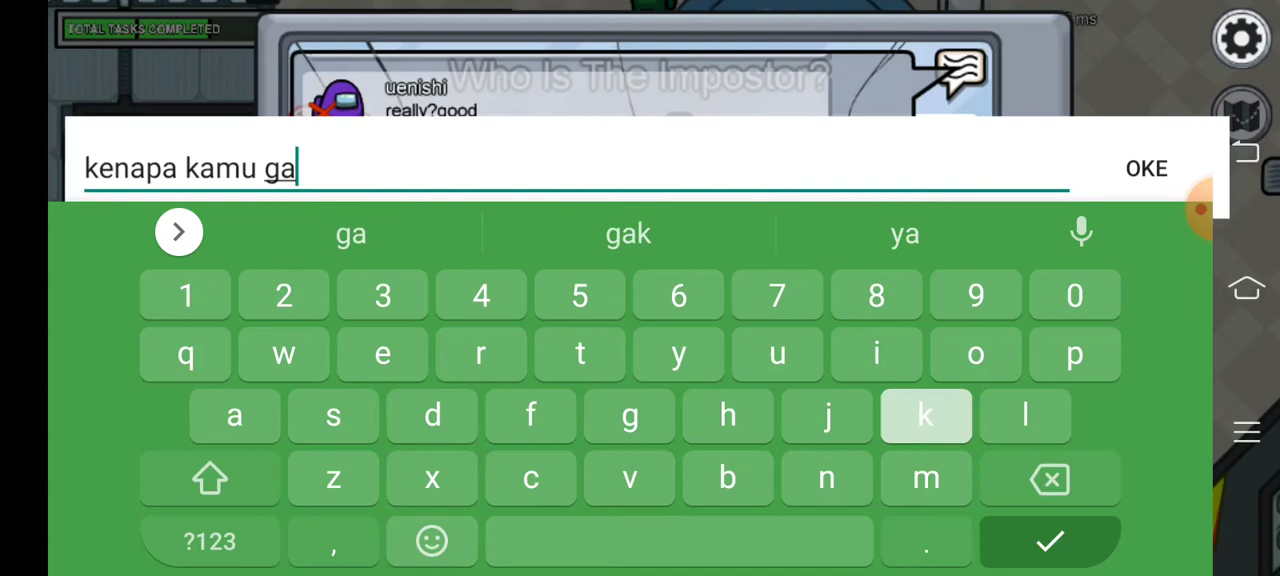 TOTAL TASKS COMPLETED
ms
Who Is The Impostor?
uenishi
really?good
kenapa kamu ga
OKE
ga gak ya
1 2 3 4 5 6 7 8 9 0
q w e r t y u i o p
a s d f g h j k l
z x c v b n m
?123 , .